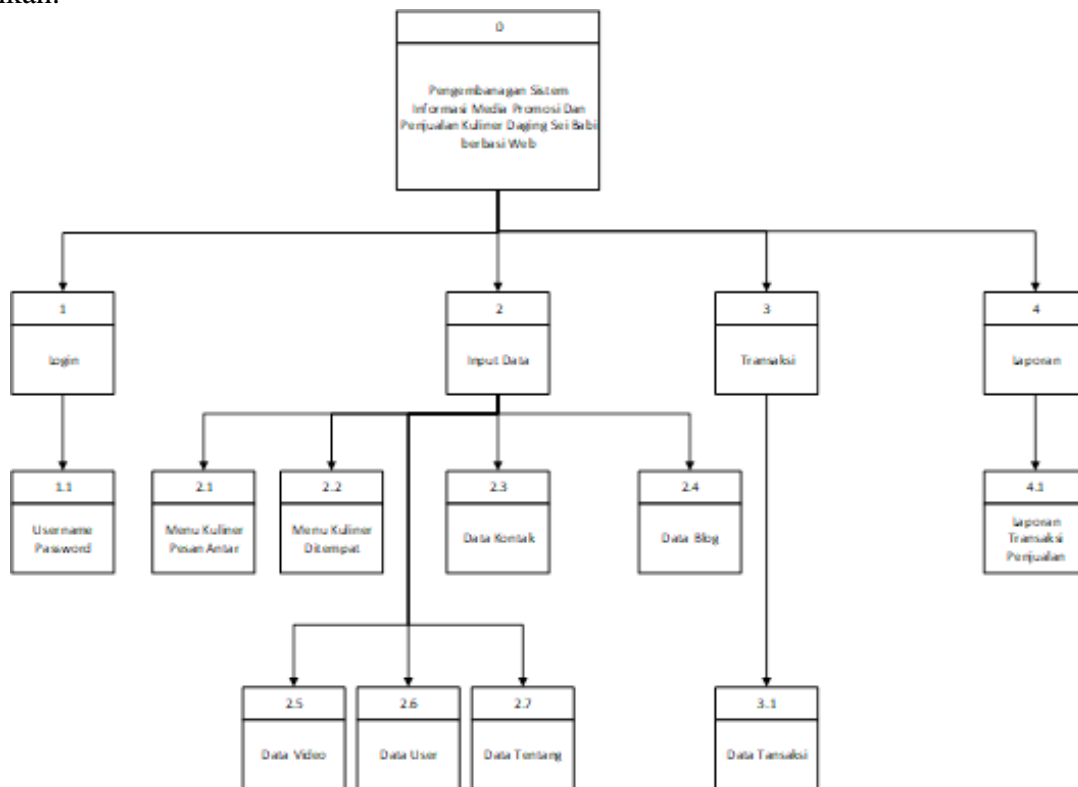 0
Pengembanagan Sistem
Informasi Media Promosi Dan
Penjualan Kuliner Daging Sei Babi
berbasi Web
1
2
3
4
Login
Input Data
Transaksi
Laporan
1.1
2.1
2.2
2.3
2.4
4.1
Username
Password
Menu Kuliner
Pesan Antar
Menu Kuliner
Ditempat
Data Kontak
Data Blog
Laporan
Transaksi
Penjualan
2.5
2.6
2.7
3.1
Data Video
Data User
Data Tentang
Data Tansaksi